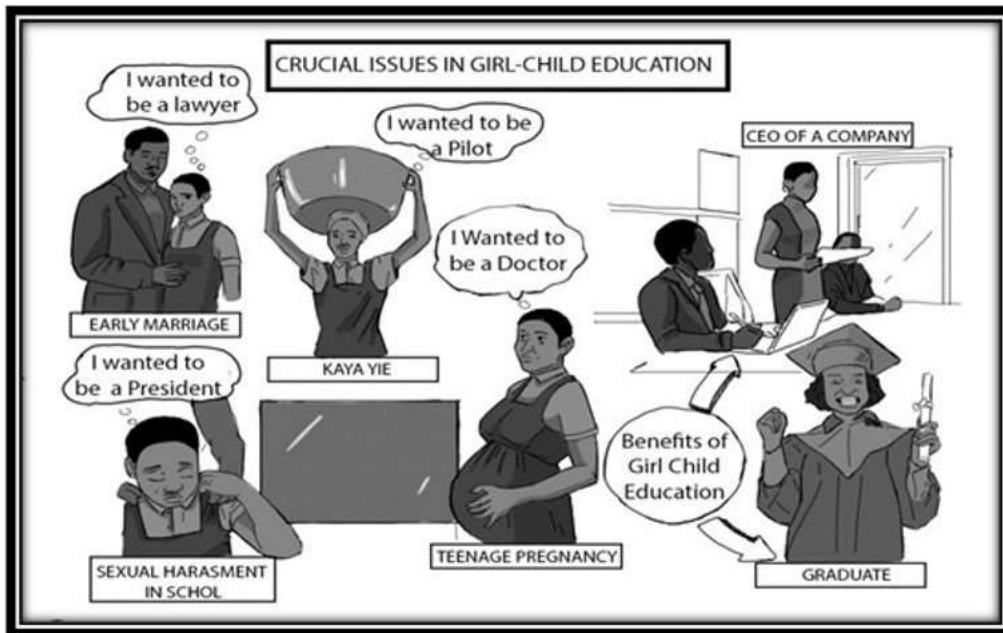 CRUCIAL ISSUES IN GIRL-CHILD EDUCATION
I wanted to
be a lawyer
EARLY MARRIAGE
I wanted to be
a Pilot
KAYA YIE
I Wanted to
be a Doctor
TEENAGE PREGNANCY
I wanted to
be a President
SEXUAL HARASMENT
IN SCHOL
CEO OF A COMPANY
Benefits of
Girl Child
Education
GRADUATE